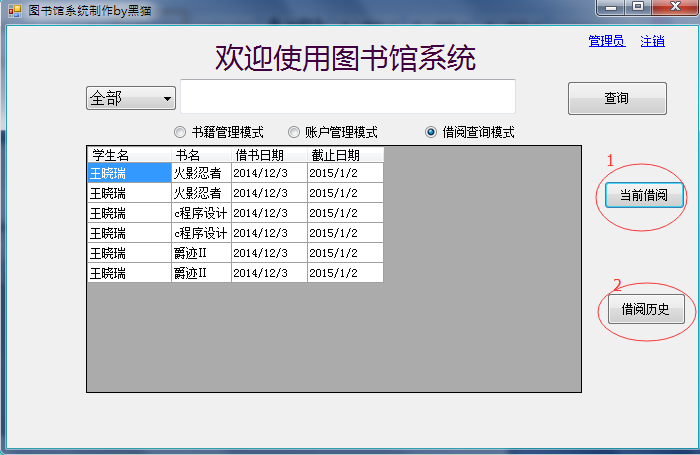 图书馆系统制作by黑猫
管理员 注销
欢迎使用图书馆系统
全部 查询
书籍管理模式 账户管理模式 借阅查询模式
学生名 书名 借书日期 截止日期
王晓瑞 火影忍者 2014/12/3 2015/1/2
王晓瑞 火影忍者 2014/12/3 2015/1/2
王晓瑞 c程序设计 2014/12/3 2015/1/2
王晓瑞 c程序设计 2014/12/3 2015/1/2
王晓瑞 爵迹II 2014/12/3 2015/1/2
王晓瑞 爵迹II 2014/12/3 2015/1/2
1
当前借阅
2
借阅历史